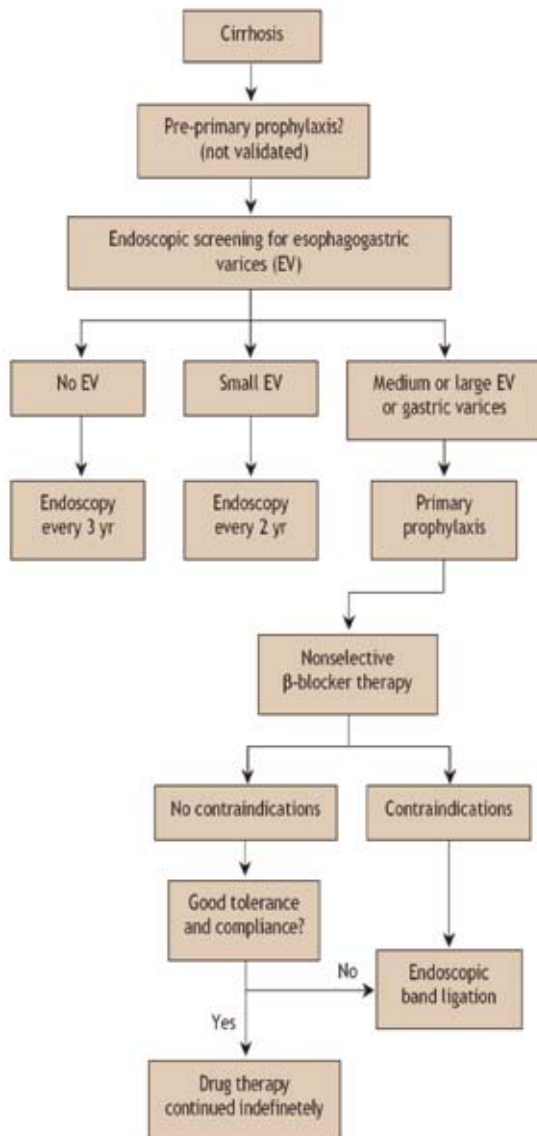 Cirrhosis
Pre-primary prophylaxis?
(not validated)
Endoscopic screening for esophagogastric
varices (EV)
No EV
Small EV
Medium or large EV
or gastric varices
Endoscopy
every 3 yr
Endoscopy
every 2 yr
Primary
prophylaxis
Nonselective
β-blocker therapy
No contraindications
Contraindications
Good tolerance
and compliance?
No
Endoscopic
band ligation
Yes
Drug therapy
continued indefinetely